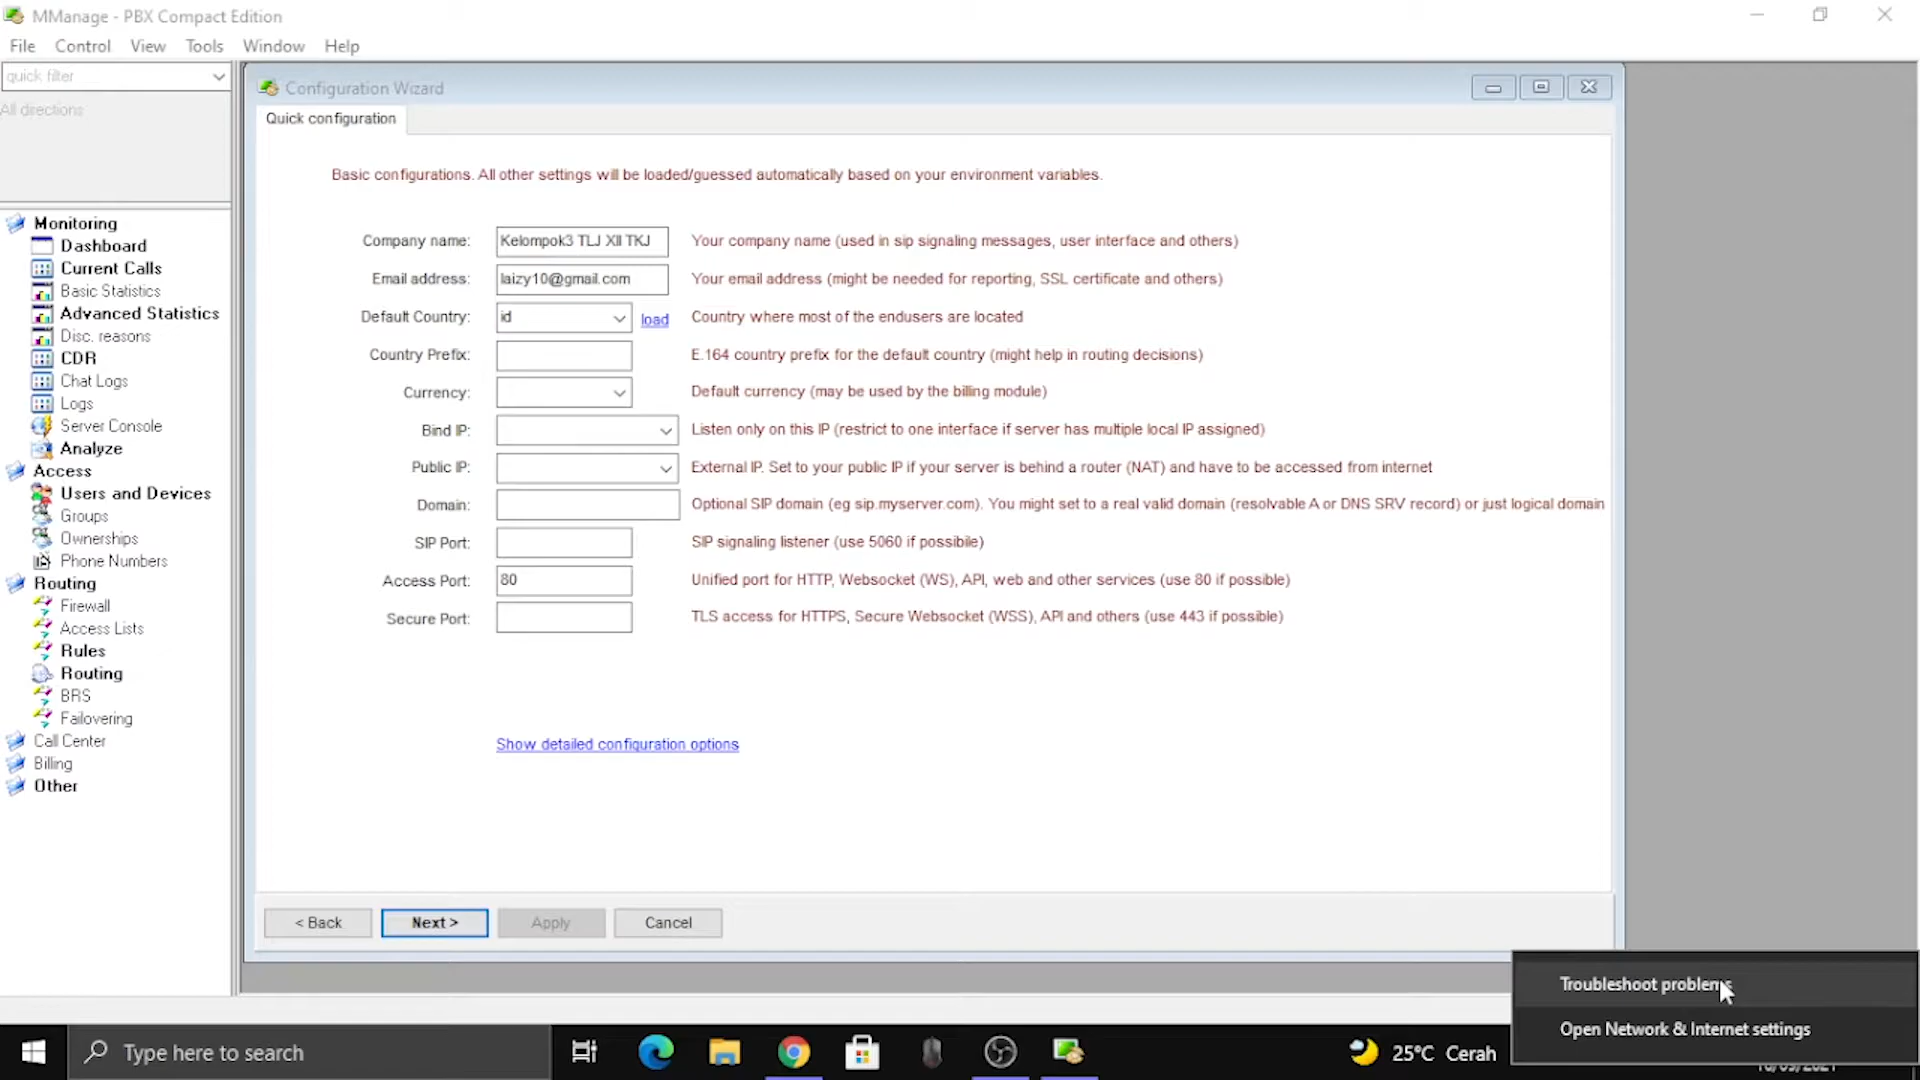 MManage - PBX Compact Edition
File Control View Tools Window Help
quick filter
All directions
Monitoring
Dashboard
Current Calls
Basic Statistics
Advanced Statistics
Disc. reasons
CDR
Chat Logs
Logs
Server Console
Analyze
Access
Users and Devices
Groups
Ownerships
Phone Numbers
Routing
Firewall
Access Lists
Rules
Routing
BRS
Failovering
Call Center
Billing
Other
Configuration Wizard
Quick configuration
Basic configurations. All other settings will be loaded/guessed automatically based on your environment variables.
Company name: Kelompok3 TLJ XII TKJ Your company name (used in sip signaling messages, user interface and others)
Email address: laizy10@gmail.com Your email address (might be needed for reporting, SSL certificate and others)
Default Country: id load Country where most of the endusers are located
Country Prefix: E.164 country prefix for the default country (might help in routing decisions)
Currency: Default currency (may be used by the billing module)
Bind IP: Listen only on this IP (restrict to one interface if server has multiple local IP assigned)
Public IP: External IP. Set to your public IP if your server is behind a router (NAT) and have to be accessed from internet
Domain: Optional SIP domain (eg sip.myserver.com). You might set to a real valid domain (resolvable A or DNS SRV record) or just logical domain
SIP Port: SIP signaling listener (use 5060 if possibile)
Access Port: 80 Unified port for HTTP, Websocket (WS), API, web and other services (use 80 if possible)
Secure Port: TLS access for HTTPS, Secure Websocket (WSS), API and others (use 443 if possible)
Show detailed configuration options
< Back Next > Apply Cancel
Troubleshoot problems
Open Network & Internet settings
Type here to search
25°C Cerah